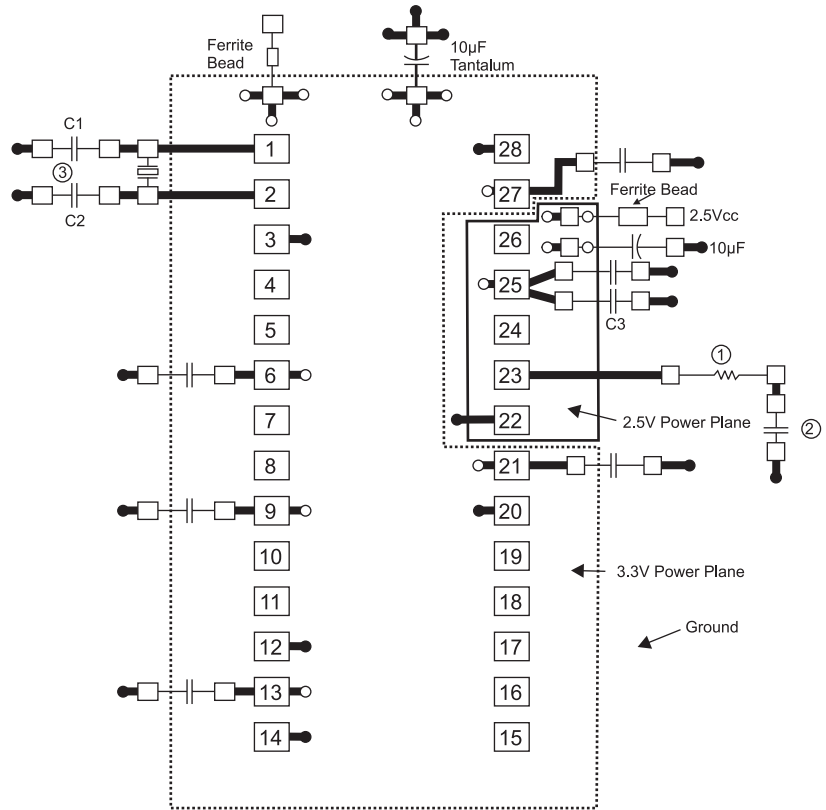 Ferrite
Bead
10µF
Tantalum
C1
③
C2
1
28
2
27
Ferrite Bead
2.5Vcc
3
26
10µF
4
25
C3
5
24
6
23
①
7
22
2.5V Power Plane
②
8
21
9
20
10
19
3.3V Power Plane
11
18
Ground
12
17
13
16
14
15